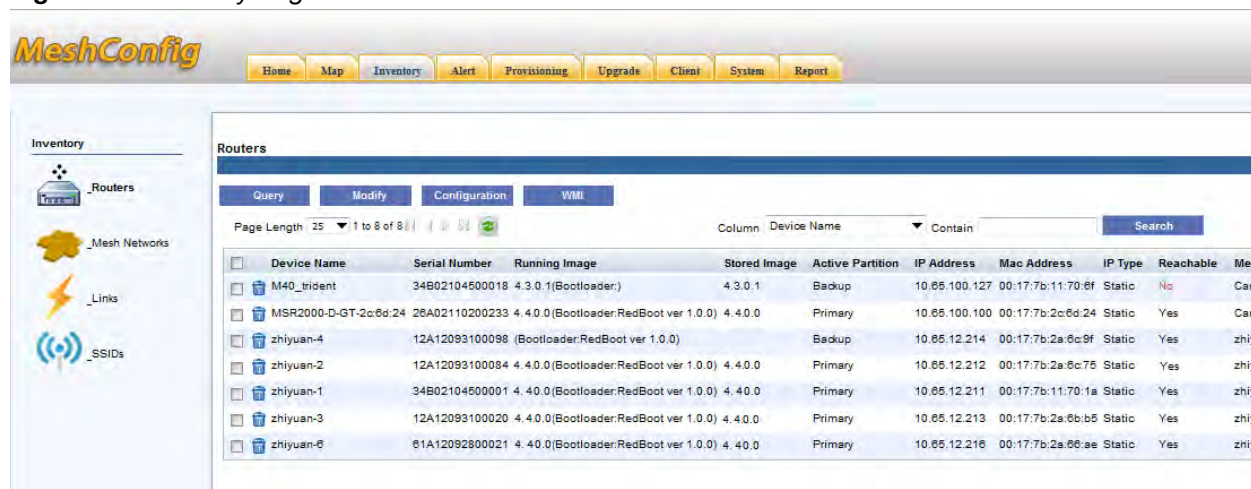 MeshConfig
Home Map Inventory Alert Provisioning Upgrade Client System Report
Inventory
_Routers
_Mesh Networks
_Links
_SSIDs
Routers
Query Modify Configuration WMI
Page Length 25 1 to 8 of 8 Column Device Name Contain Search
Device Name Serial Number Running Image Stored Image Active Partition IP Address Mac Address IP Type Reachable Me
M40_trident 34B02104500018 4.3.0.1(Bootloader:) 4.3.0.1 Backup 10.65.100.127 00:17:7b:11:70:6f Static No Ca
MSR2000-D-GT-2c:6d:24 26A02110200233 4.4.0.0(Bootloader:RedBoot ver 1.0.0) 4.4.0.0 Primary 10.65.100.100 00:17:7b:2c:6d:24 Static Yes Ca
zhiyuan-4 12A12093100098 (Bootloader:RedBoot ver 1.0.0) Backup 10.65.12.214 00:17:7b:2a:6c:9f Static Yes zhi
zhiyuan-2 12A12093100084 4.4.0.0(Bootloader:RedBoot ver 1.0.0) 4.4.0.0 Primary 10.65.12.212 00:17:7b:2a:6c:75 Static Yes zhi
zhiyuan-1 34B02104500001 4. 40.0(Bootloader:RedBoot ver 1.0.0) 4. 40.0 Primary 10.65.12.211 00:17:7b:11:70:1a Static Yes zhi
zhiyuan-3 12A12093100020 4. 4.0.0(Bootloader:RedBoot ver 1.0.0) 4.4.0.0 Primary 10.65.12.213 00:17:7b:2a:6b:b5 Static Yes zhi
zhiyuan-6 61A12092800021 4. 40.0(Bootloader:RedBoot ver 1.0.0) 4. 40.0 Primary 10.65.12.216 00:17:7b:2a:66:ae Static Yes zhi